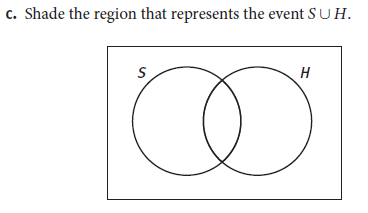 c. Shade the region that represents the event S ∪ H.
S H